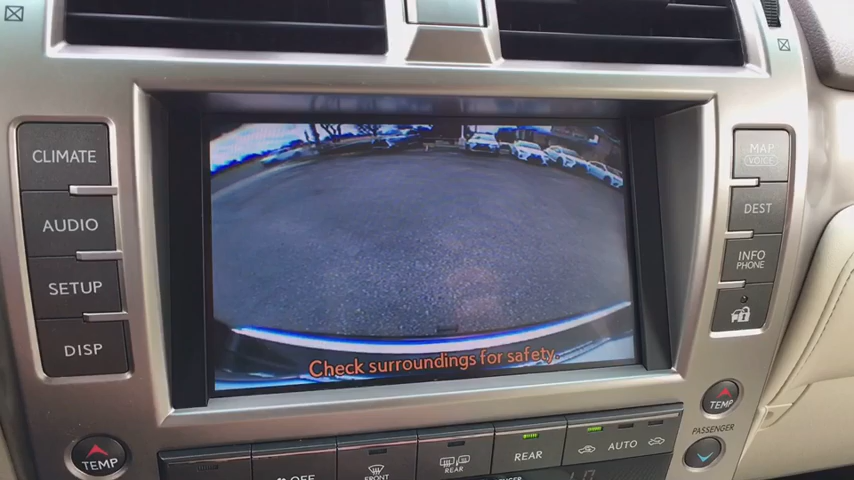 CLIMATE
AUDIO
SETUP
DISP
MAP
VOICE
DEST
INFO
PHONE
Check surroundings for safety.
TEMP
TEMP
PASSENGER
OFF
FRONT
REAR
REAR
AUTO